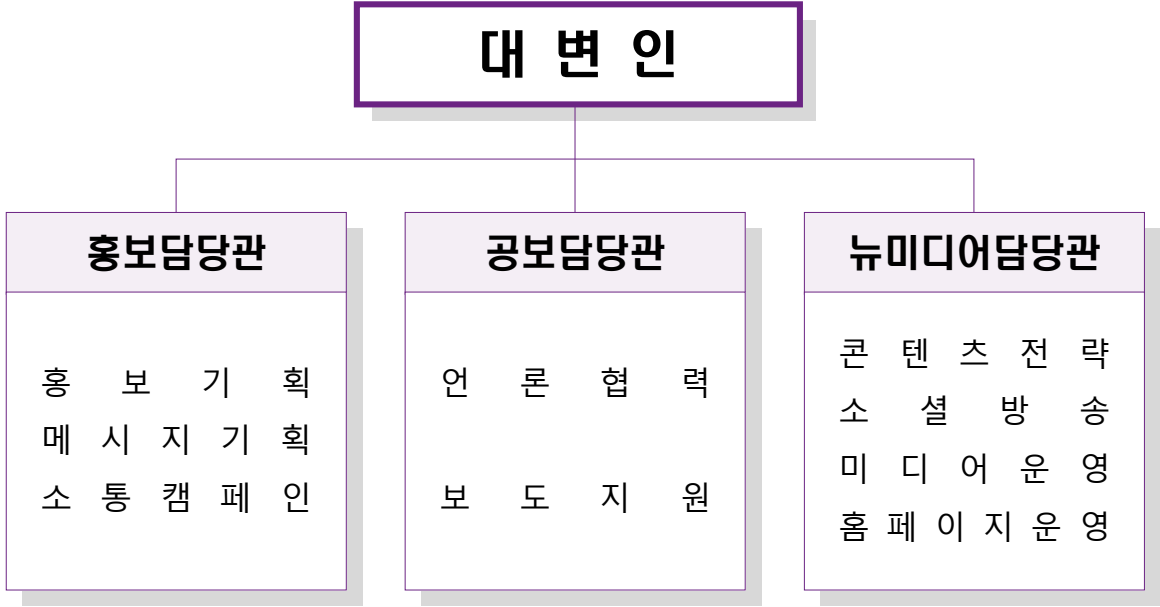 대 변 인
홍보담당관
홍 보 기 획
메 시 지 기 획
소 통 캠 페 인
공보담당관
언 론 협 력
보 도 지 원
뉴미디어담당관
콘 텐 츠 전 략
소 셜 방 송
미 디 어 운 영
홈 페 이 지 운 영